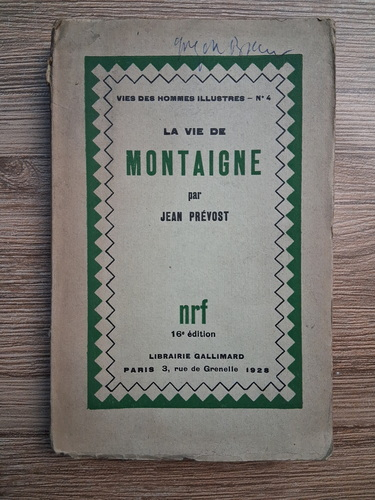 VIES DES HOMMES ILLUSTRES – N° 4
LA VIE DE
MONTAIGNE
par
JEAN PRÉVOST
nrf
16e édition
LIBRAIRIE GALLIMARD
PARIS 3, rue de Grenelle 1928